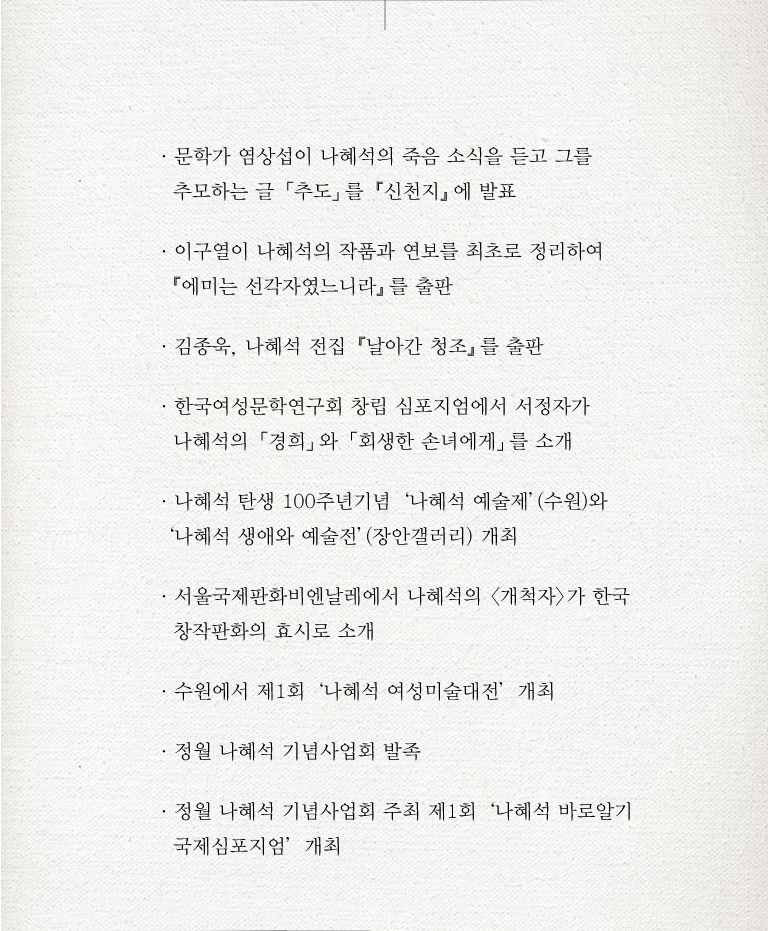 · 문학가 염상섭이 나혜석의 죽음 소식을 듣고 그를
추모하는 글 「추도」를 『신천지』에 발표
· 이구열이 나혜석의 작품과 연보를 최초로 정리하여
『에미는 선각자였느니라』를 출판
· 김종욱, 나혜석 전집 『날아간 청조』를 출판
· 한국여성문학연구회 창립 심포지엄에서 서정자가
나혜석의 「경희」와 「회생한 손녀에게」를 소개
· 나혜석 탄생 100주년기념 ‘나혜석 예술제’(수원)와
‘나혜석 생애와 예술전’(장안갤러리) 개최
· 서울국제판화비엔날레에서 나혜석의 〈개척자〉가 한국
창작판화의 효시로 소개
· 수원에서 제1회 ‘나혜석 여성미술대전’ 개최
· 정월 나혜석 기념사업회 발족
· 정월 나혜석 기념사업회 주최 제1회 ‘나혜석 바로알기
국제심포지엄’ 개최